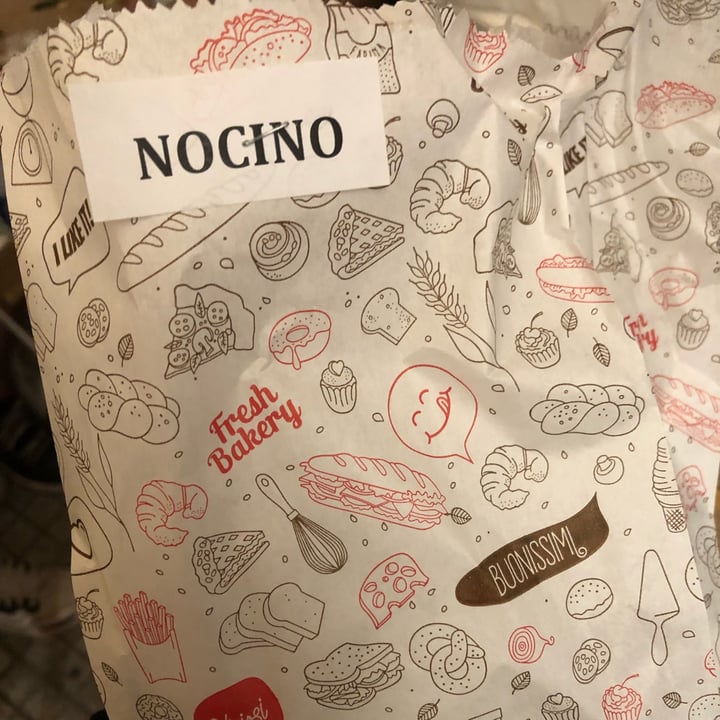 NOCINO
I LIKE IT!
Fresh
Bakery
BUONISSIMI